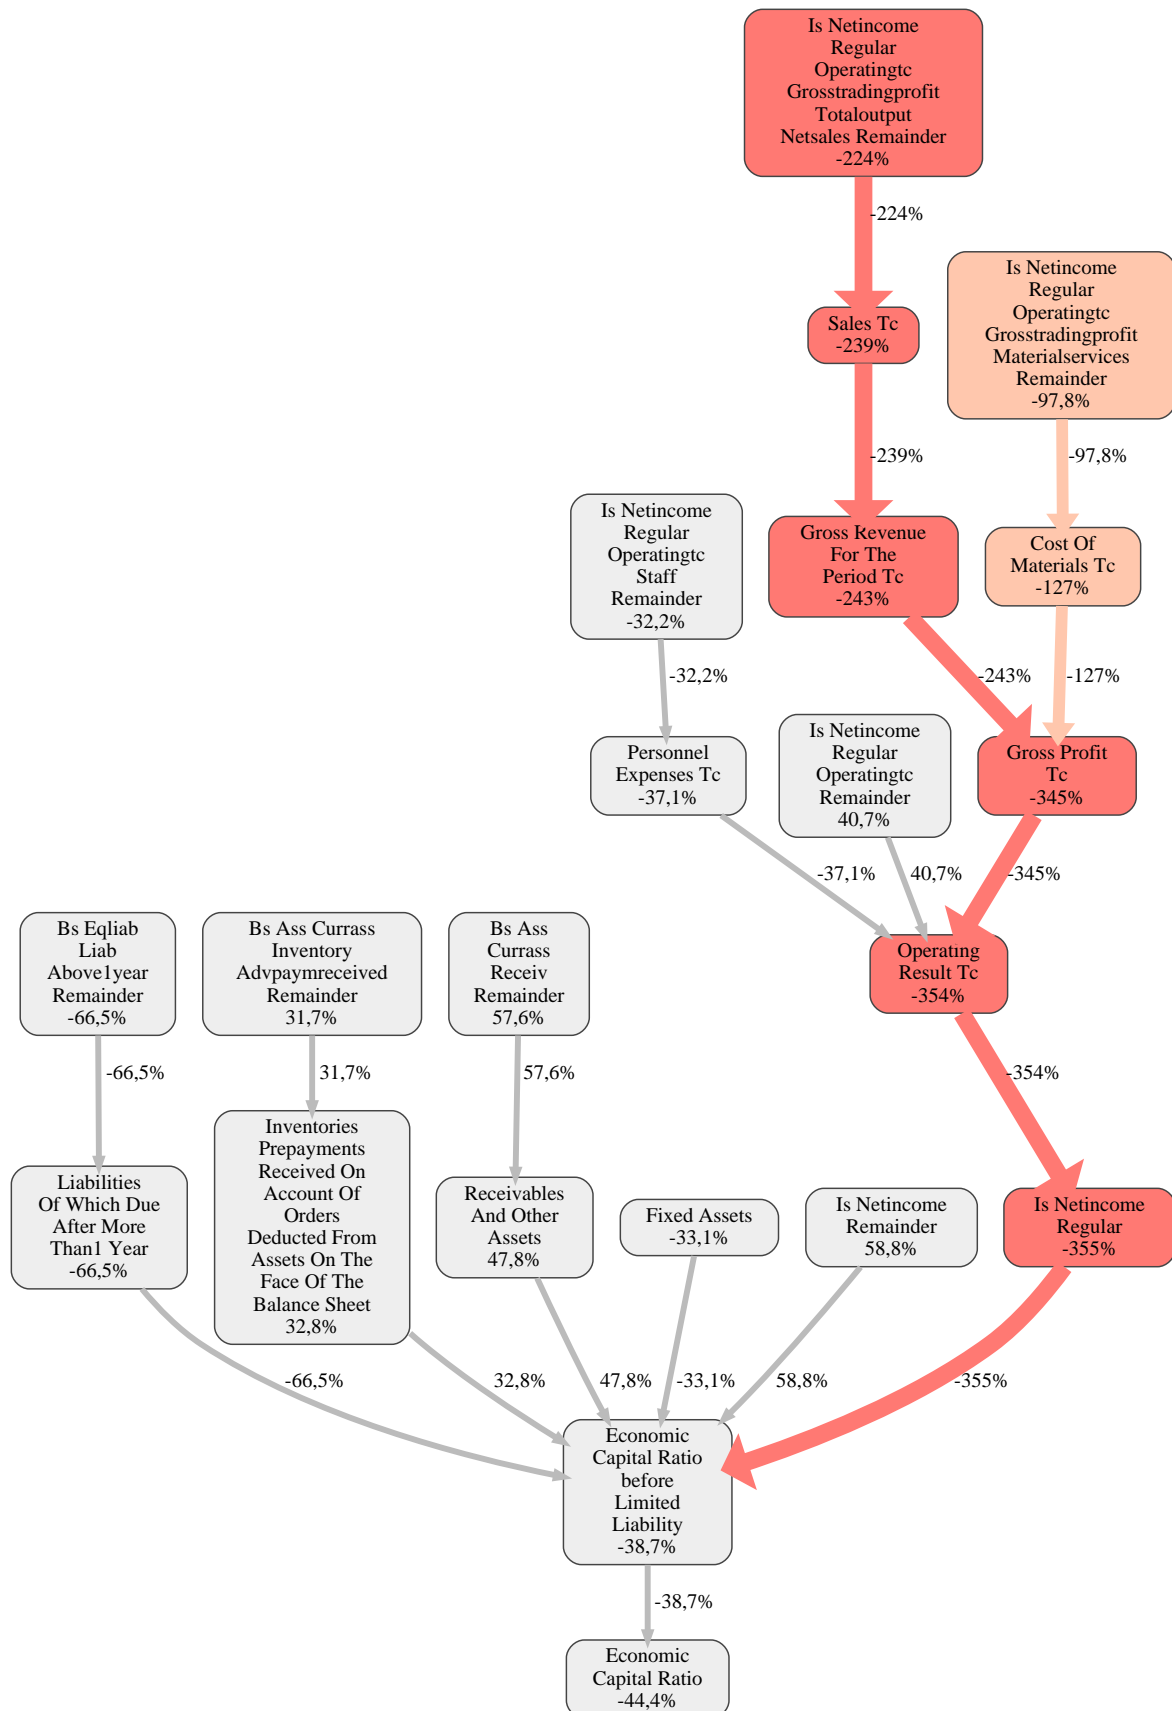 Is Netincome
Regular
Operatingtc
Grosstradingprofit
Totaloutput
Netsales Remainder
-224%
-224%
Is Netincome
Regular
Operatingtc
Grosstradingprofit
Materialservices
Remainder
-97,8%
Sales Tc
-239%
-239%
-97,8%
Is Netincome
Regular
Operatingtc
Staff
Remainder
-32,2%
Gross Revenue
For The
Period Tc
-243%
Cost Of
Materials Tc
-127%
-32,2%
-243%
-127%
Personnel
Expenses Tc
-37,1%
Is Netincome
Regular
Operatingtc
Remainder
40,7%
Gross Profit
Tc
-345%
-37,1%
40,7%
-345%
Bs Eqliab
Liab
Above1year
Remainder
-66,5%
Bs Ass Currass
Inventory
Advpaymreceived
Remainder
31,7%
Bs Ass
Currass
Receiv
Remainder
57,6%
Operating
Result Tc
-354%
-66,5%
31,7%
57,6%
-354%
Liabilities
Of Which Due
After More
Than1 Year
-66,5%
Inventories
Prepayments
Received On
Account Of
Orders
Deducted From
Assets On The
Face Of The
Balance Sheet
32,8%
Receivables
And Other
Assets
47,8%
Fixed Assets
-33,1%
Is Netincome
Remainder
58,8%
Is Netincome
Regular
-355%
-66,5%
32,8%
47,8%
-33,1%
58,8%
-355%
Economic
Capital Ratio
before
Limited
Liability
-38,7%
-38,7%
Economic
Capital Ratio
-44,4%